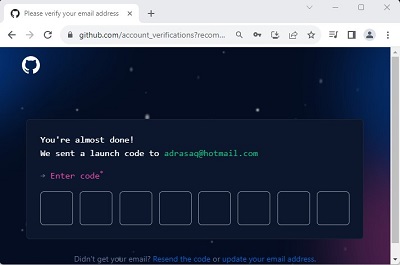 Please verify your email address
github.com/account_verifications?recom...
You're almost done!
We sent a launch code to adrasaq@hotmail.com
→ Enter code*
Didn't get your email? Resend the code or update your email address.